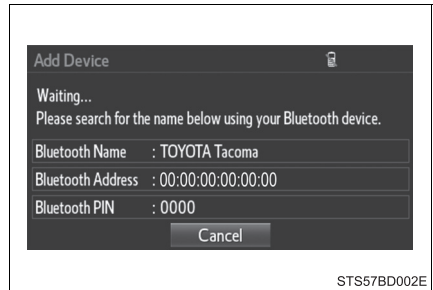 Add Device
Waiting...
Please search for the name below using your Bluetooth device.
Bluetooth Name : TOYOTA Tacoma
Bluetooth Address : 00:00:00:00:00:00
Bluetooth PIN : 0000
Cancel
STS57BD002E